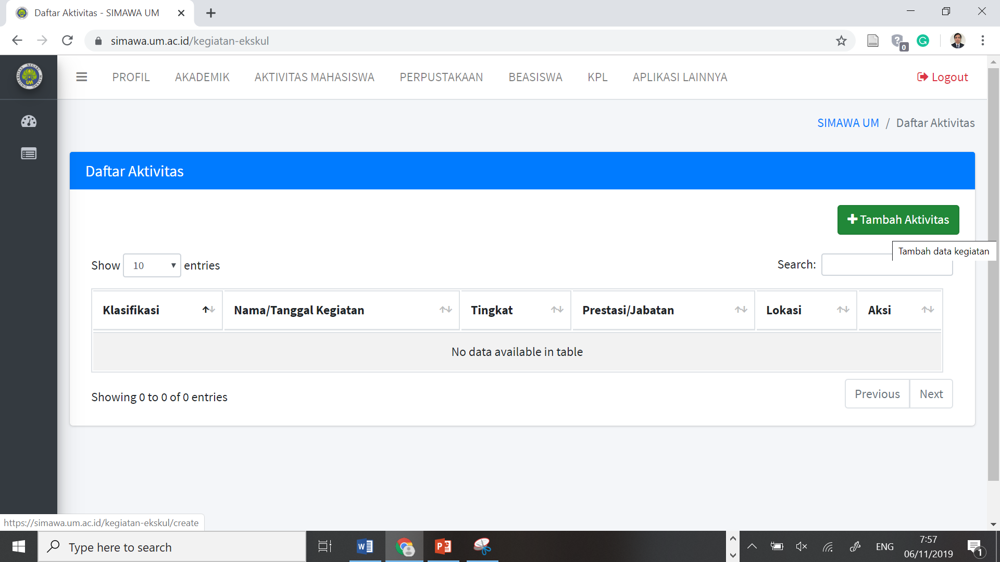 Daftar Aktivitas - SIMAWA UM
simawa.um.ac.id/kegiatan-ekskul
0
PROFIL AKADEMIK AKTIVITAS MAHASISWA PERPUSTAKAAN BEASISWA KPL APLIKASI LAINNYA Logout
SIMAWA UM / Daftar Aktivitas
Daftar Aktivitas
Tambah Aktivitas
Tambah data kegiatan
Show 10 entries Search:
Klasifikasi Nama/Tanggal Kegiatan Tingkat Prestasi/Jabatan Lokasi Aksi
No data available in table
Showing 0 to 0 of 0 entries Previous Next
https://simawa.um.ac.id/kegiatan-ekskul/create
Type here to search ENG 7:57
06/11/2019
1